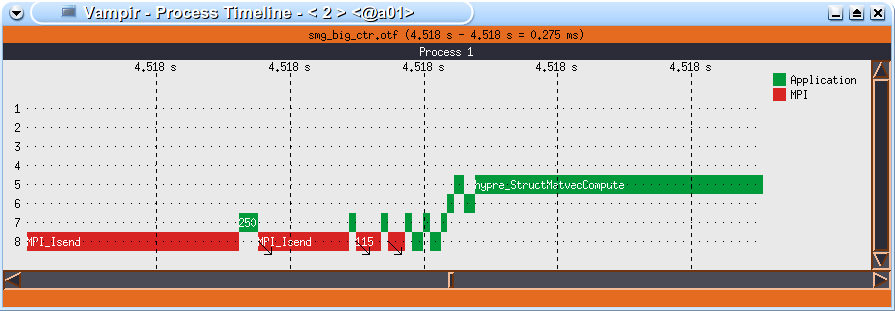 Vampir - Process Timeline - < 2 > <@a01>
smg_big_ctr.otf (4.518 s - 4.518 s = 0.275 ms)
Process 1
4.518 s 4.518 s 4.518 s 4.518 s 4.518 s
Application
MPI
1
2
3
4
5 hypre_StructMatvecCompute
6
7 250
8 MPI_Isend MPI_Isend 115